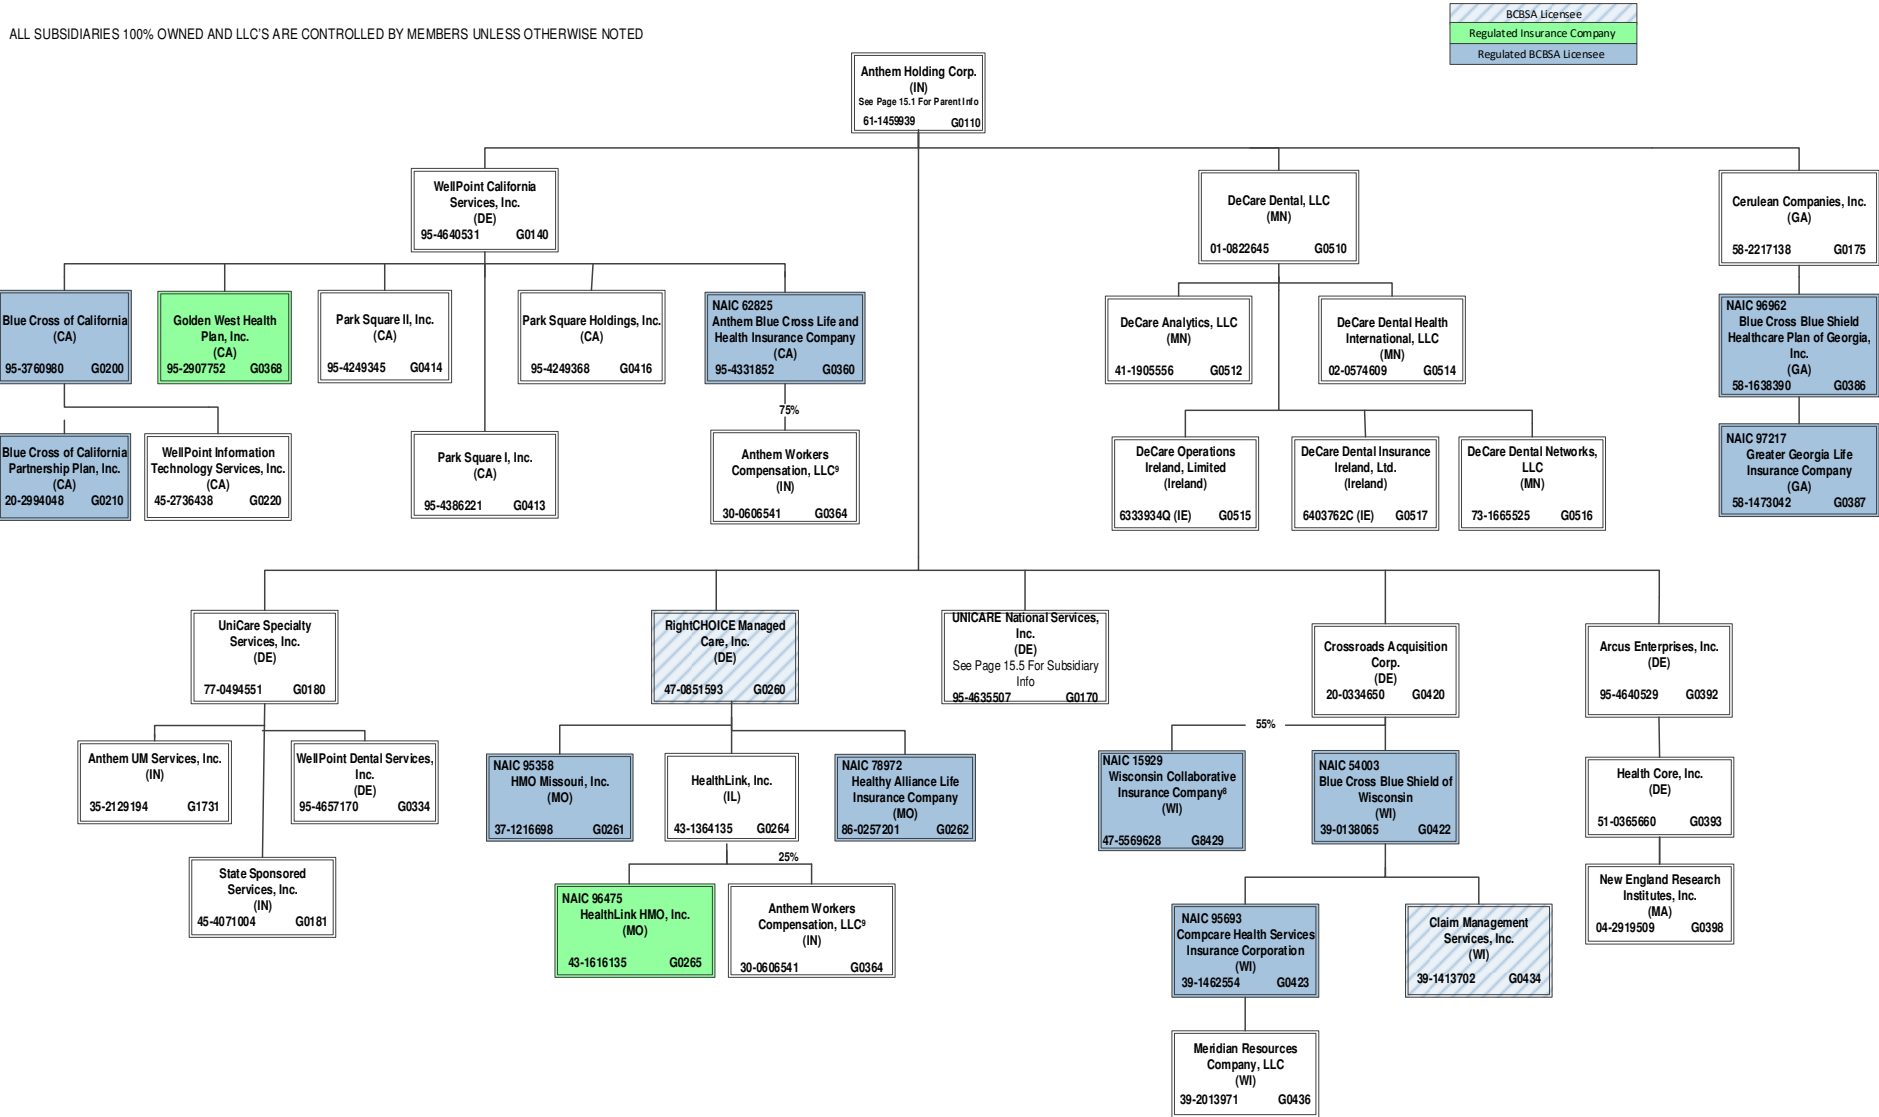 ALL SUBSIDIARIES 100% OWNED AND LLC'S ARE CONTROLLED BY MEMBERS UNLESS OTHERWISE NOTED
BCBSA Licensee
Regulated Insurance Company
Regulated BCBSA Licensee
Anthem Holding Corp.
(IN)
See Page 15.1 For Parent Info
61-1459939 G0110
WellPoint California
Services, Inc.
(DE)
95-4640531 G0140
DeCare Dental, LLC
(MN)
01-0822645 G0510
Cerulean Companies, Inc.
(GA)
58-2217138 G0175
Blue Cross of California
(CA)
95-3760980 G0200
Golden West Health
Plan, Inc.
(CA)
95-2907752 G0368
Park Square II, Inc.
(CA)
95-4249345 G0414
Park Square Holdings, Inc.
(CA)
95-4249368 G0416
NAIC 62825
Anthem Blue Cross Life and
Health Insurance Company
(CA)
95-4331852 G0360
DeCare Analytics, LLC
(MN)
41-1905556 G0512
DeCare Dental Health
International, LLC
(MN)
02-0574609 G0514
NAIC 96962
Blue Cross Blue Shield
Healthcare Plan of Georgia,
Inc.
(GA)
58-1638390 G0386
75%
Blue Cross of California
Partnership Plan, Inc.
(CA)
20-2994048 G0210
WellPoint Information
Technology Services, Inc.
(CA)
45-2736438 G0220
Park Square I, Inc.
(CA)
95-4386221 G0413
Anthem Workers
Compensation, LLC⁹
(IN)
30-0606541 G0364
DeCare Operations
Ireland, Limited
(Ireland)
6333934Q (IE) G0515
DeCare Dental Insurance
Ireland, Ltd.
(Ireland)
6403762C (IE) G0517
DeCare Dental Networks,
LLC
(MN)
73-1665525 G0516
NAIC 97217
Greater Georgia Life
Insurance Company
(GA)
58-1473042 G0387
UniCare Specialty
Services, Inc.
(DE)
77-0494551 G0180
RightCHOICE Managed
Care, Inc.
(DE)
47-0851593 G0260
UNICARE National Services,
Inc.
(DE)
See Page 15.5 For Subsidiary
Info
95-4635507 G0170
Crossroads Acquisition
Corp.
(DE)
20-0334650 G0420
Arcus Enterprises, Inc.
(DE)
95-4640529 G0392
55%
Anthem UM Services, Inc.
(IN)
35-2129194 G1731
WellPoint Dental Services,
Inc.
(DE)
95-4657170 G0334
NAIC 95358
HMO Missouri, Inc.
(MO)
37-1216698 G0261
HealthLink, Inc.
(IL)
43-1364135 G0264
NAIC 78972
Healthy Alliance Life
Insurance Company
(MO)
86-0257201 G0262
NAIC 15929
Wisconsin Collaborative
Insurance Company⁸
(WI)
47-5569628 G8429
NAIC 54003
Blue Cross Blue Shield of
Wisconsin
(WI)
39-0138065 G0422
Health Core, Inc.
(DE)
51-0365660 G0393
25%
State Sponsored
Services, Inc.
(IN)
45-4071004 G0181
NAIC 96475
HealthLink HMO, Inc.
(MO)
43-1616135 G0265
Anthem Workers
Compensation, LLC⁹
(IN)
30-0606541 G0364
NAIC 95693
Compcare Health Services
Insurance Corporation
(WI)
39-1462554 G0423
Claim Management
Services, Inc.
(WI)
39-1413702 G0434
New England Research
Institutes, Inc.
(MA)
04-2919509 G0398
Meridian Resources
Company, LLC
(WI)
39-2013971 G0436